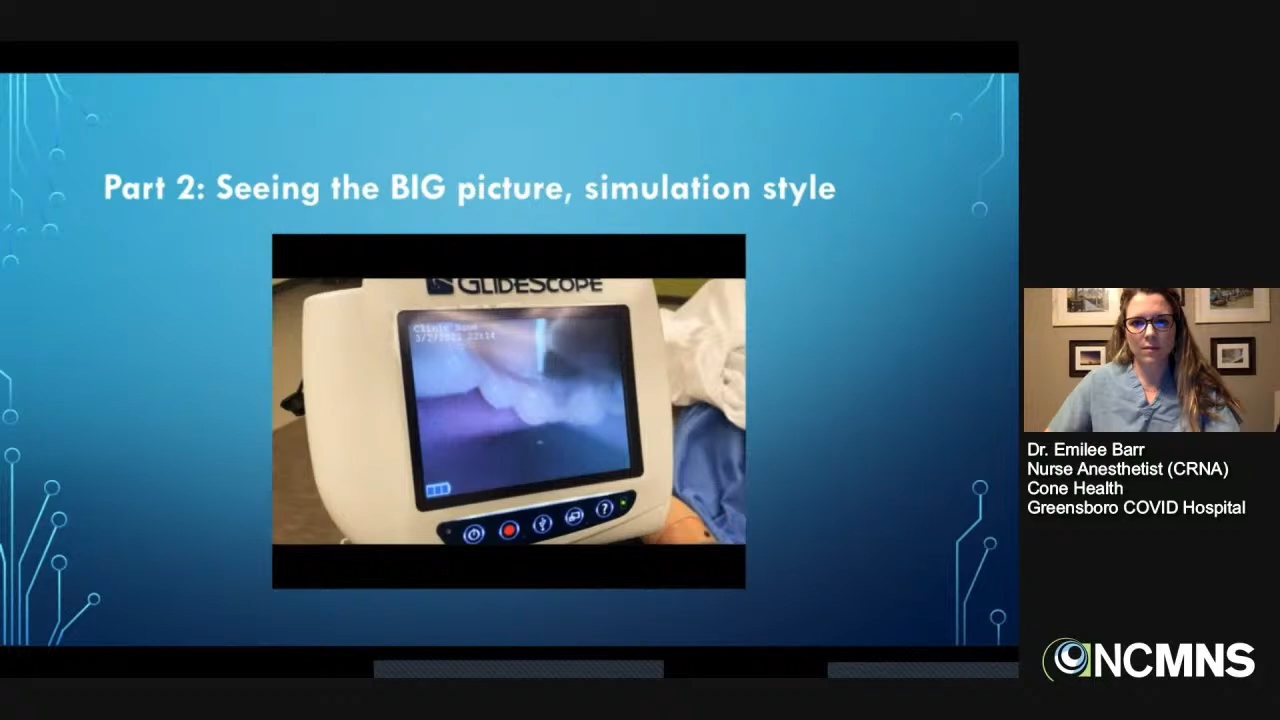 Part 2: Seeing the BIG picture, simulation style
GLIDESCOPE
Dr. Emilee Barr
Nurse Anesthetist (CRNA)
Cone Health
Greensboro COVID Hospital
NCMNS